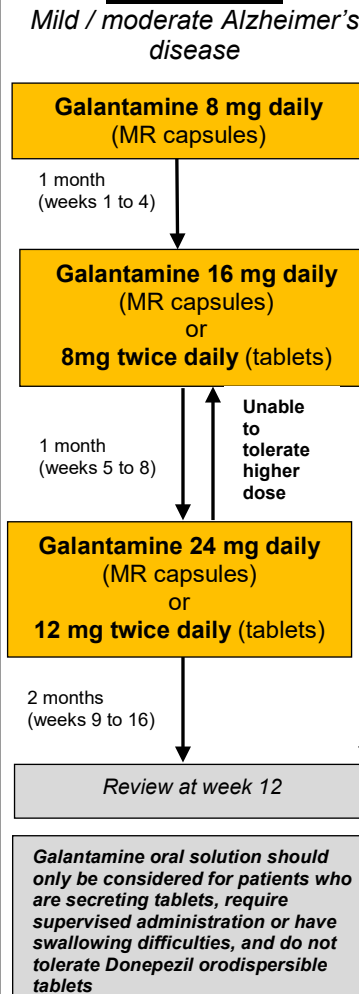 Mild / moderate Alzheimer's
disease
Galantamine 8 mg daily
(MR capsules)
1 month
(weeks 1 to 4)
Galantamine 16 mg daily
(MR capsules)
or
8mg twice daily (tablets)
Unable
to
tolerate
higher
dose
1 month
(weeks 5 to 8)
Galantamine 24 mg daily
(MR capsules)
or
12 mg twice daily (tablets)
2 months
(weeks 9 to 16)
Review at week 12
Galantamine oral solution should
only be considered for patients who
are secreting tablets, require
supervised administration or have
swallowing difficulties, and do not
tolerate Donepezil orodispersible
tablets